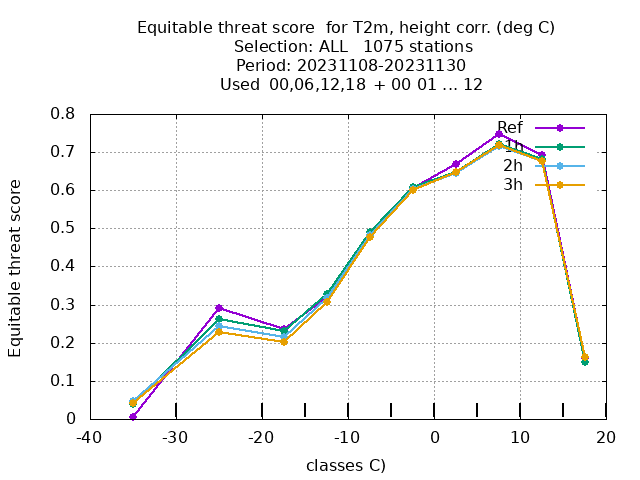 Equitable threat score  for T2m, height corr. (deg C)
Selection: ALL   1075 stations
Period: 20231108-20231130
Used  00,06,12,18  + 00 01 ... 12
Equitable threat score
0.8
0.7
0.6
0.5
0.4
0.3
0.2
0.1
0
Ref
1h
2h
3h
-40 -30 -20 -10 0 10 20
classes C)